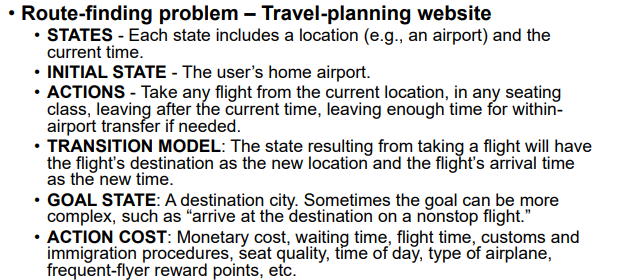 • Route-finding problem – Travel-planning website
• STATES - Each state includes a location (e.g., an airport) and the
current time.
• INITIAL STATE - The user's home airport.
• ACTIONS - Take any flight from the current location, in any seating
class, leaving after the current time, leaving enough time for within-
airport transfer if needed.
• TRANSITION MODEL: The state resulting from taking a flight will have
the flight's destination as the new location and the flight's arrival time
as the new time.
• GOAL STATE: A destination city. Sometimes the goal can be more
complex, such as “arrive at the destination on a nonstop flight.”
• ACTION COST: Monetary cost, waiting time, flight time, customs and
immigration procedures, seat quality, time of day, type of airplane,
frequent-flyer reward points, etc.